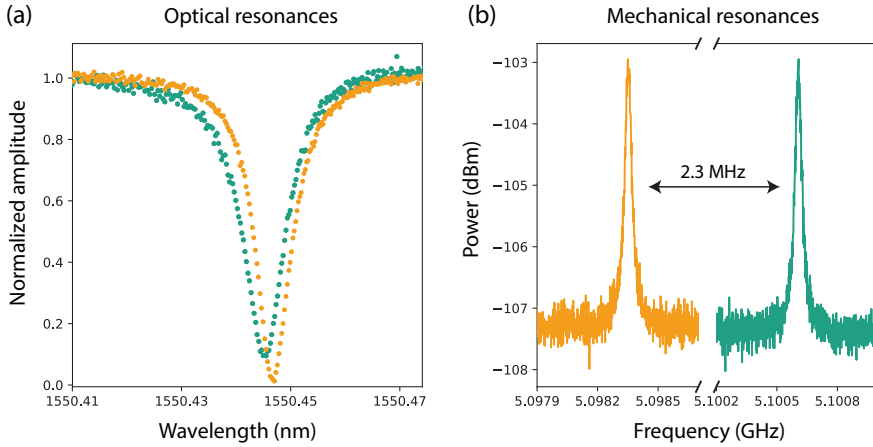 (a)
Optical resonances
Normalized amplitude
1.0
0.8
0.6
0.4
0.2
0.0
1550.41
1550.43
1550.45
1550.47
Wavelength (nm)
(b)
Mechanical resonances
Power (dBm)
−103
−104
−105
−106
−107
−108
2.3 MHz
5.0979
5.0982
5.0985
5.1002
5.1005
5.1008
Frequency (GHz)